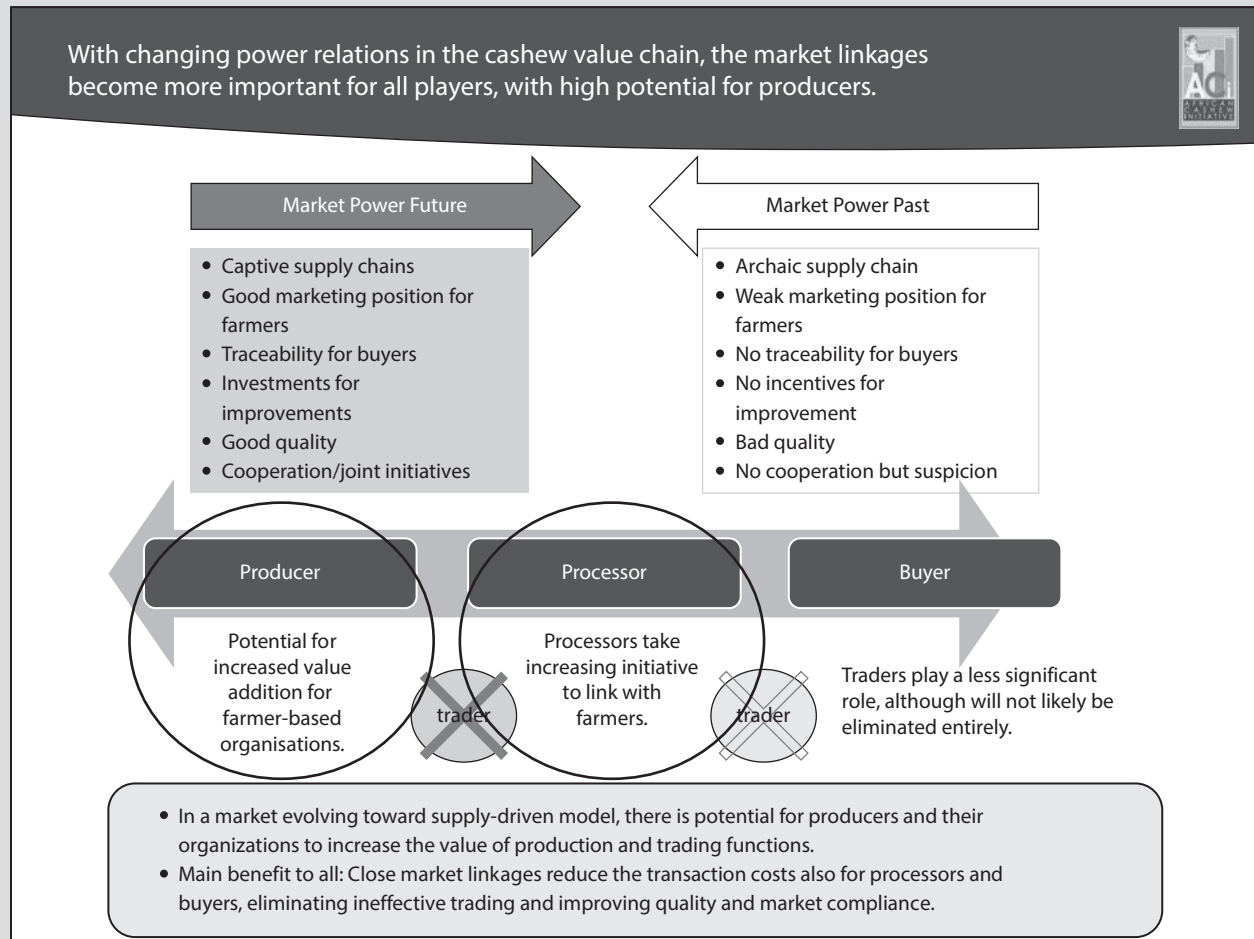 With changing power relations in the cashew value chain, the market linkages
become more important for all players, with high potential for producers.
ACi
AFRICAN
CASHEW
INITIATIVE
Market Power Future
Market Power Past
• Captive supply chains
• Good marketing position for
farmers
• Traceability for buyers
• Investments for
improvements
• Good quality
• Cooperation/joint initiatives
• Archaic supply chain
• Weak marketing position for
farmers
• No traceability for buyers
• No incentives for
improvement
• Bad quality
• No cooperation but suspicion
Producer
Processor
Buyer
Potential for
increased value
addition for
farmer-based
organisations.
trader
Processors take
increasing initiative
to link with
farmers.
trader
Traders play a less significant
role, although will not likely be
eliminated entirely.
• In a market evolving toward supply-driven model, there is potential for producers and their
organizations to increase the value of production and trading functions.
• Main benefit to all: Close market linkages reduce the transaction costs also for processors and
buyers, eliminating ineffective trading and improving quality and market compliance.